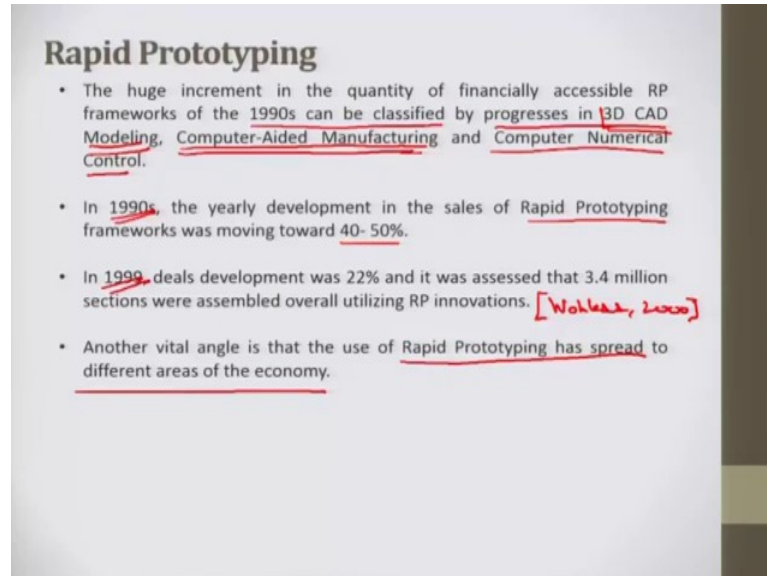 Rapid Prototyping
• The huge increment in the quantity of financially accessible RP
frameworks of the 1990s can be classified by progresses in 3D CAD
Modeling, Computer-Aided Manufacturing and Computer Numerical
Control.
• In 1990s, the yearly development in the sales of Rapid Prototyping
frameworks was moving toward 40- 50%.
• In 1999, deals development was 22% and it was assessed that 3.4 million
sections were assembled overall utilizing RP innovations. [Wohlers, 2000]
• Another vital angle is that the use of Rapid Prototyping has spread to
different areas of the economy.